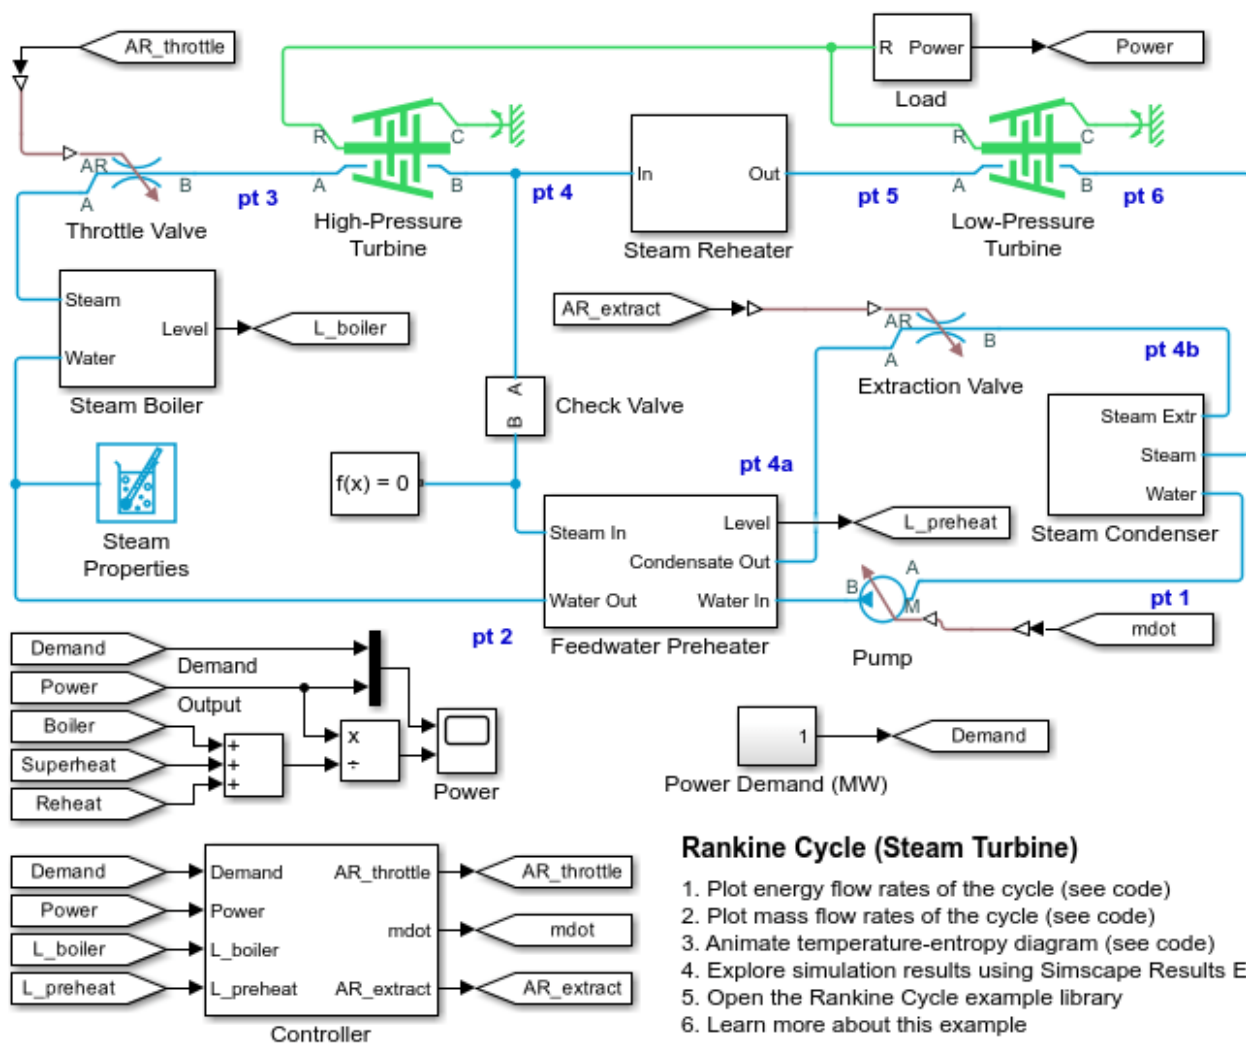 AR_throttle
R Power
Load
Power
R
C
R
C
AR
A
B
Throttle Valve
pt 3
A
B
High-Pressure
Turbine
pt 4
In Out
Steam Reheater
pt 5
A
B
Low-Pressure
Turbine
pt 6
Steam
Level
Water
Steam Boiler
L_boiler
AR_extract
AR
A
B
Extraction Valve
pt 4b
A
B
Check Valve
Steam Extr
Steam
Water
Steam Condenser
Steam
Properties
f(x) = 0
pt 4a
Steam In
Level
Condensate Out
Water Out
Water In
Feedwater Preheater
L_preheat
B
A
M
Pump
pt 1
mdot
pt 2
Demand
Power
Boiler
Superheat
Reheat
Demand
Output
+
+
+
x
÷
Power
1
Power Demand (MW)
Demand
Demand
Power
L_boiler
L_preheat
Demand
Power
L_boiler
L_preheat
AR_throttle
mdot
AR_extract
Controller
AR_throttle
mdot
AR_extract
Rankine Cycle (Steam Turbine)
1. Plot energy flow rates of the cycle (see code)
2. Plot mass flow rates of the cycle (see code)
3. Animate temperature-entropy diagram (see code)
4. Explore simulation results using Simscape Results E
5. Open the Rankine Cycle example library
6. Learn more about this example